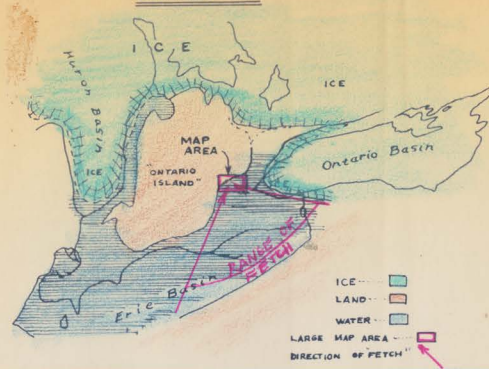 ICE
ICE
Huron Basin
ICE
MAP
AREA
"ONTARIO
ISLAND"
Ontario Basin
RANGE OF
FETCH
Erie Basin
ICE
LAND
WATER
LARGE MAP AREA
DIRECTION OF "FETCH"